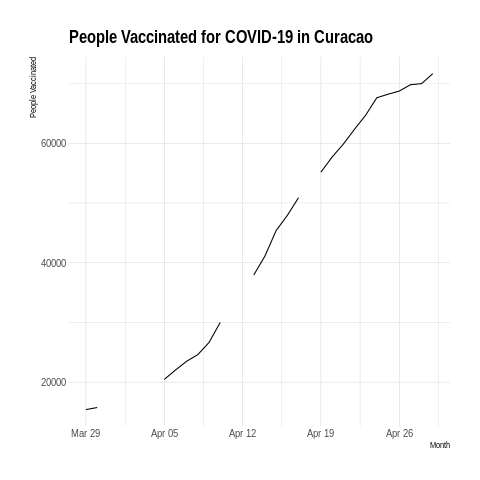 People Vaccinated for COVID-19 in Curacao
People Vaccinated
60000
40000
20000
Mar 29 Apr 05 Apr 12 Apr 19 Apr 26
Month